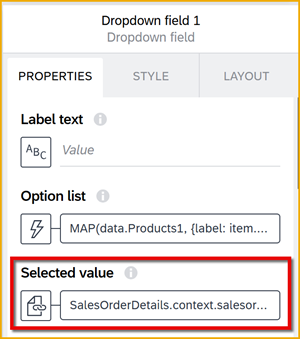 Dropdown field 1
Dropdown field
PROPERTIES STYLE LAYOUT
Label text i
ABC Value
Option list i
MAP(data.Products1, {label: item....
Selected value i
SalesOrderDetails.context.salesor...